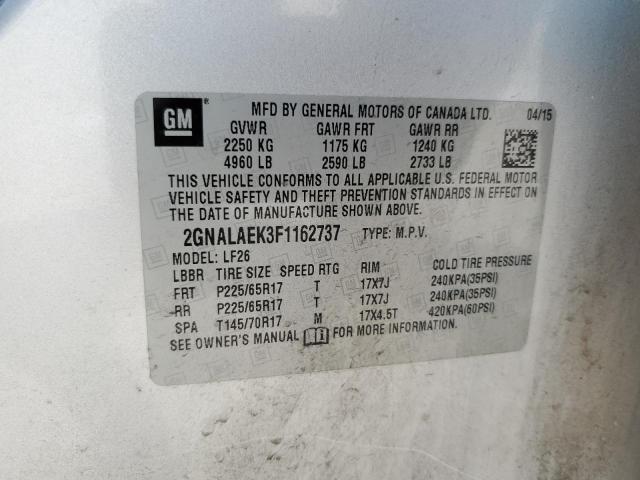 GM
MFD BY GENERAL MOTORS OF CANADA LTD. 04/15
GVWR GAWR FRT GAWR RR
2250 KG 1175 KG 1240 KG
4960 LB 2590 LB 2733 LB
THIS VEHICLE CONFORMS TO ALL APPLICABLE U.S. FEDERAL MOTOR
VEHICLE SAFETY AND THEFT PREVENTION STANDARDS IN EFFECT ON
THE DATE OF MANUFACTURE SHOWN ABOVE.
2GNALAEK3F1162737 TYPE: M.P.V.
MODEL: LF26
LBBR TIRE SIZE SPEED RTG RIM COLD TIRE PRESSURE
FRT P225/65R17 T 17X7J 240KPA(35PSI)
RR P225/65R17 T 17X7J 240KPA(35PSI)
SPA T145/70R17 M 17X4.5T 420KPA(60PSI)
SEE OWNER'S MANUAL FOR MORE INFORMATION.